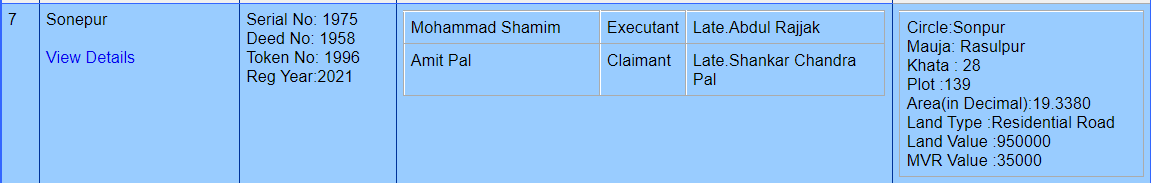 7
Sonepur
View Details
Serial No: 1975
Deed No: 1958
Token No: 1996
Reg Year:2021
Mohammad Shamim Executant Late.Abdul Rajjak
Amit Pal Claimant Late.Shankar Chandra
Pal
Circle:Sonpur
Mauja: Rasulpur
Khata : 28
Plot :139
Area(in Decimal):19.3380
Land Type :Residential Road
Land Value :950000
MVR Value :35000